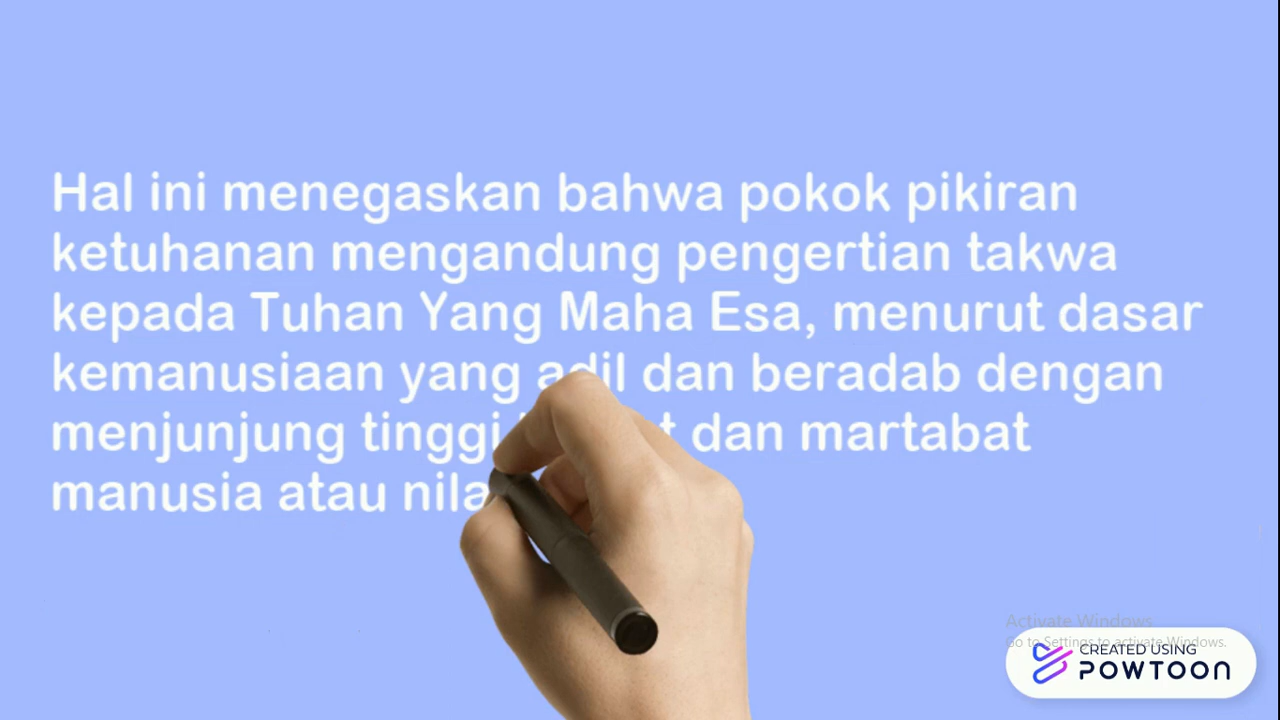 Hal ini menegaskan bahwa pokok pikiran
ketuhanan mengandung pengertian takwa
kepada Tuhan Yang Maha Esa, menurut dasar
kemanusiaan yang adil dan beradab dengan
menjunjung tinggi dan martabat
manusia atau nila
Activate Windows
Go to Settings to activate Windows.
CREATED USING
POWTOON